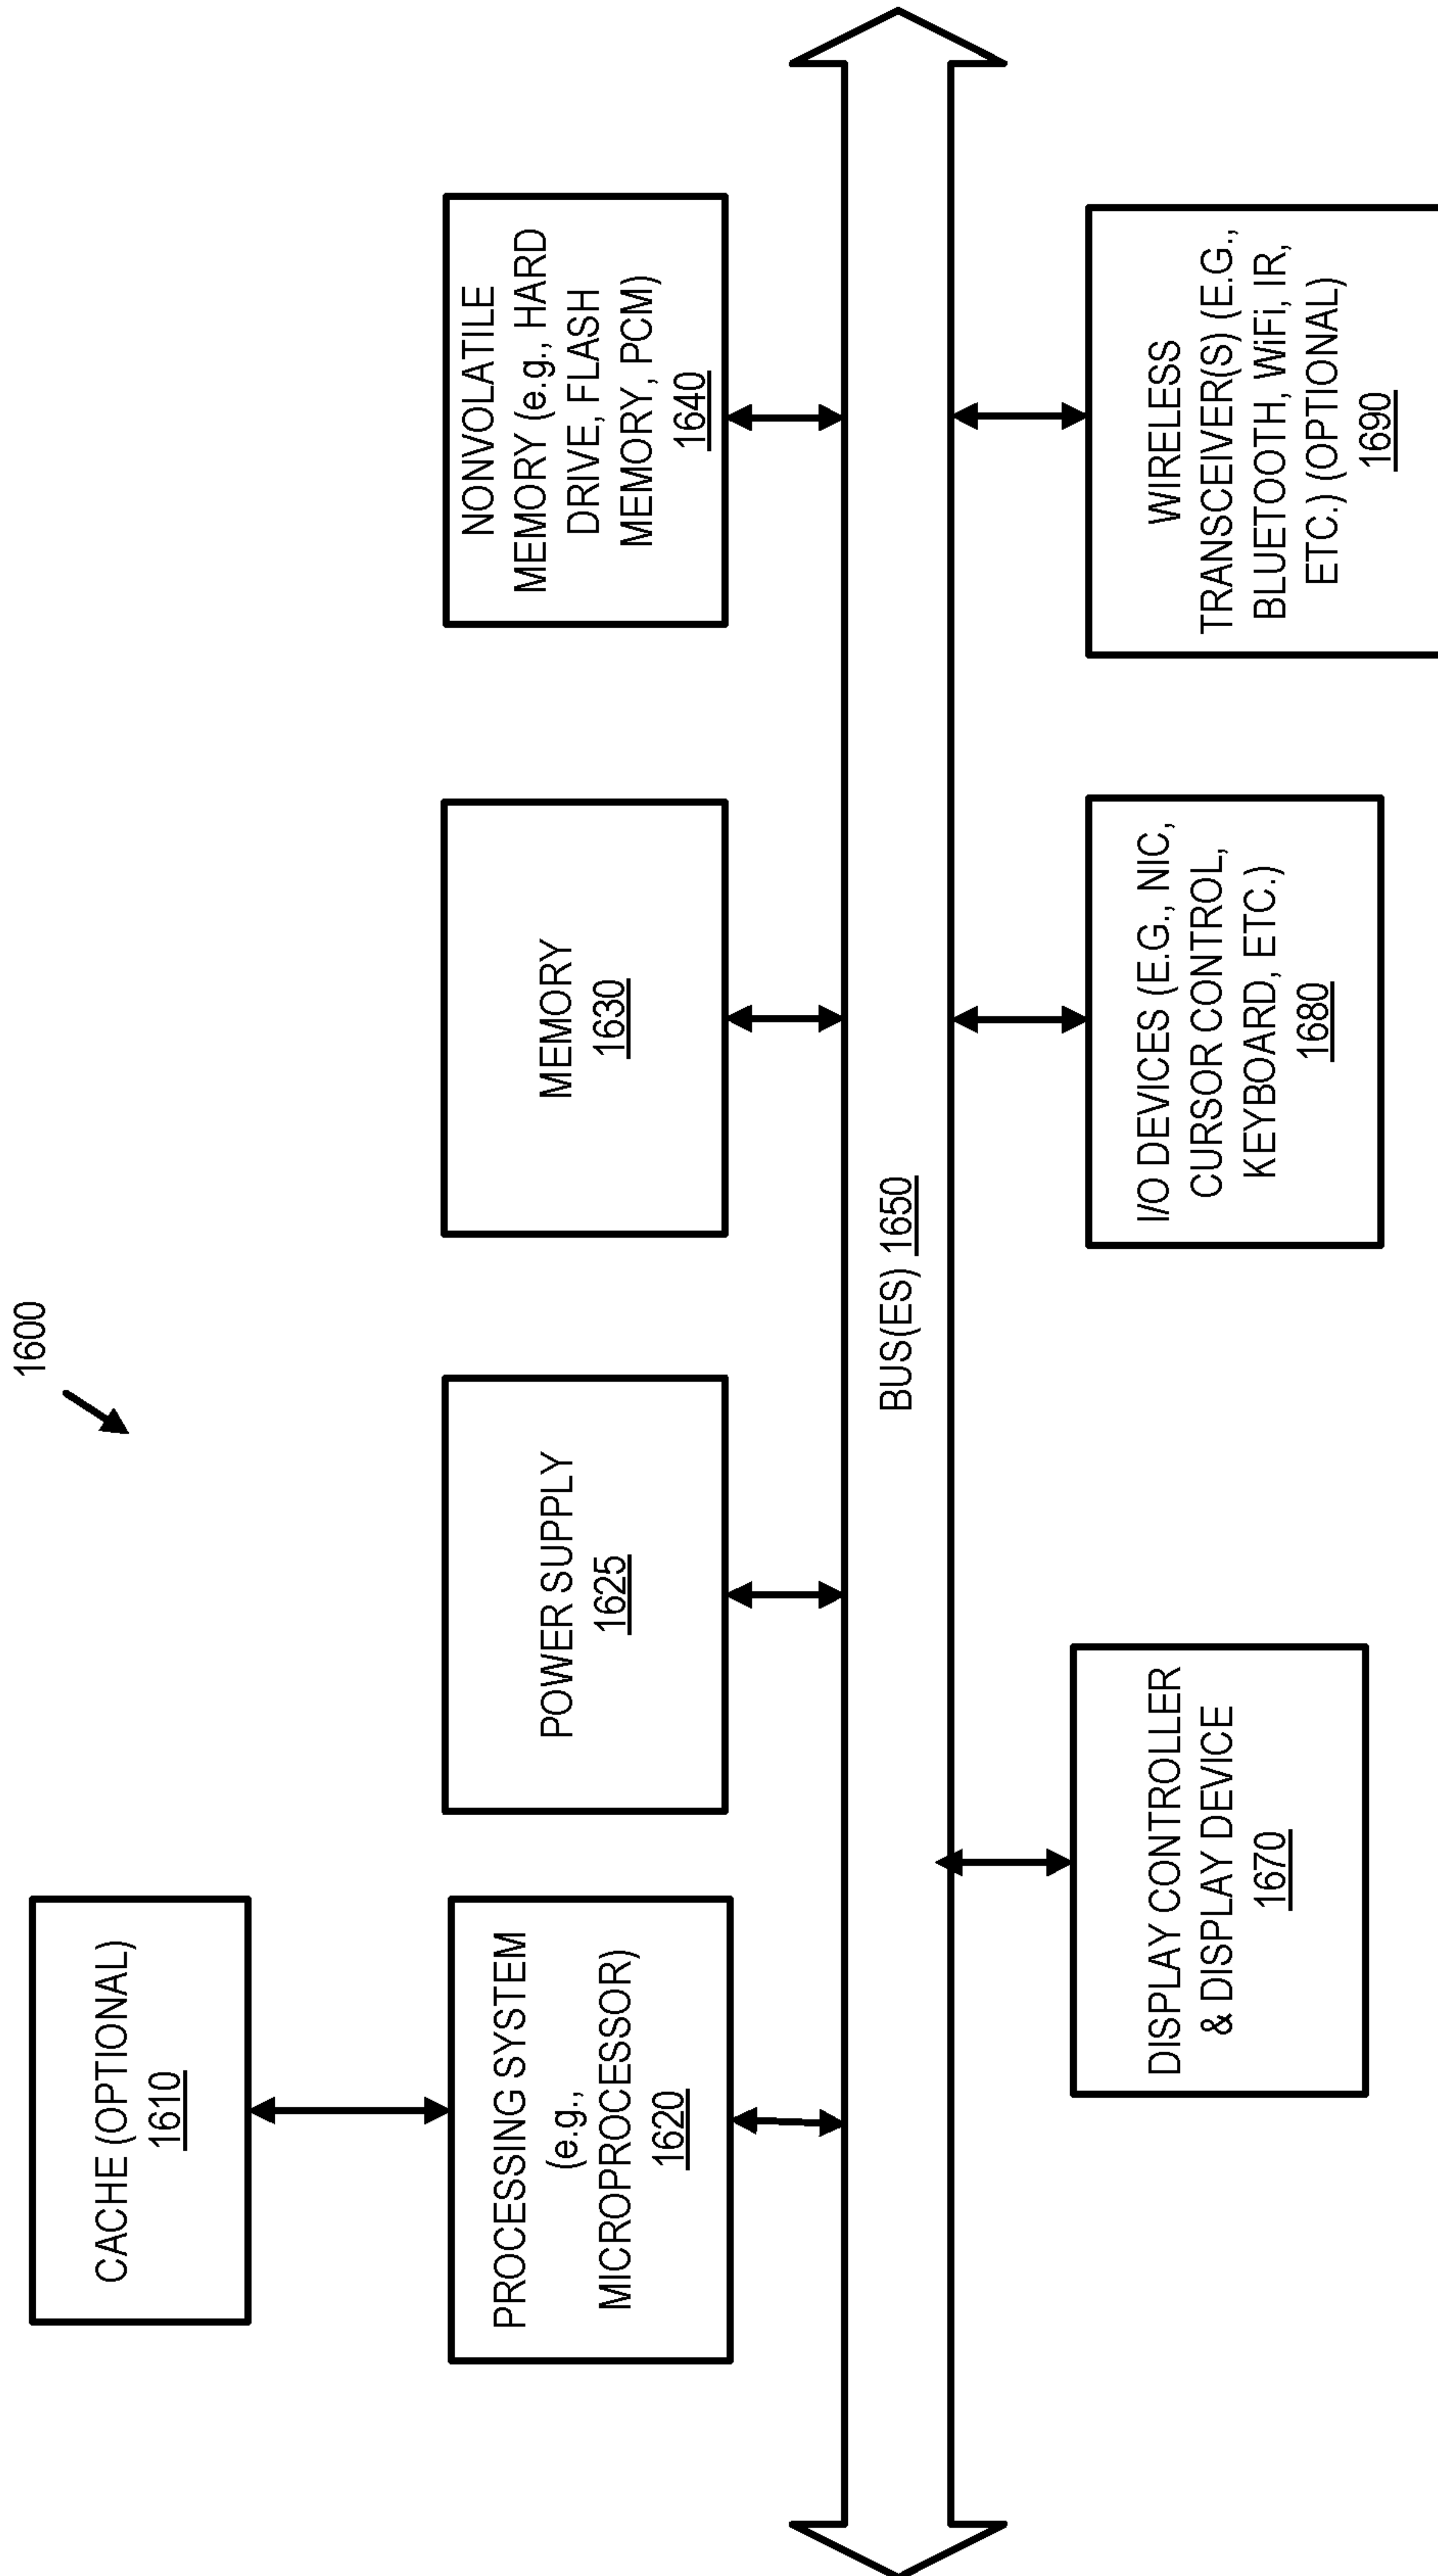 1600
CACHE (OPTIONAL)
1610
PROCESSING SYSTEM
(e.g.,
MICROPROCESSOR)
1620
POWER SUPPLY
1625
MEMORY
1630
NONVOLATILE
MEMORY (e.g., HARD
DRIVE, FLASH
MEMORY, PCM)
1640
BUS(ES) 1650
DISPLAY CONTROLLER
& DISPLAY DEVICE
1670
I/O DEVICES (E.G., NIC,
CURSOR CONTROL,
KEYBOARD, ETC.)
1680
WIRELESS
TRANSCEIVER(S) (E.G.,
BLUETOOTH, WiFi, IR,
ETC.) (OPTIONAL)
1690